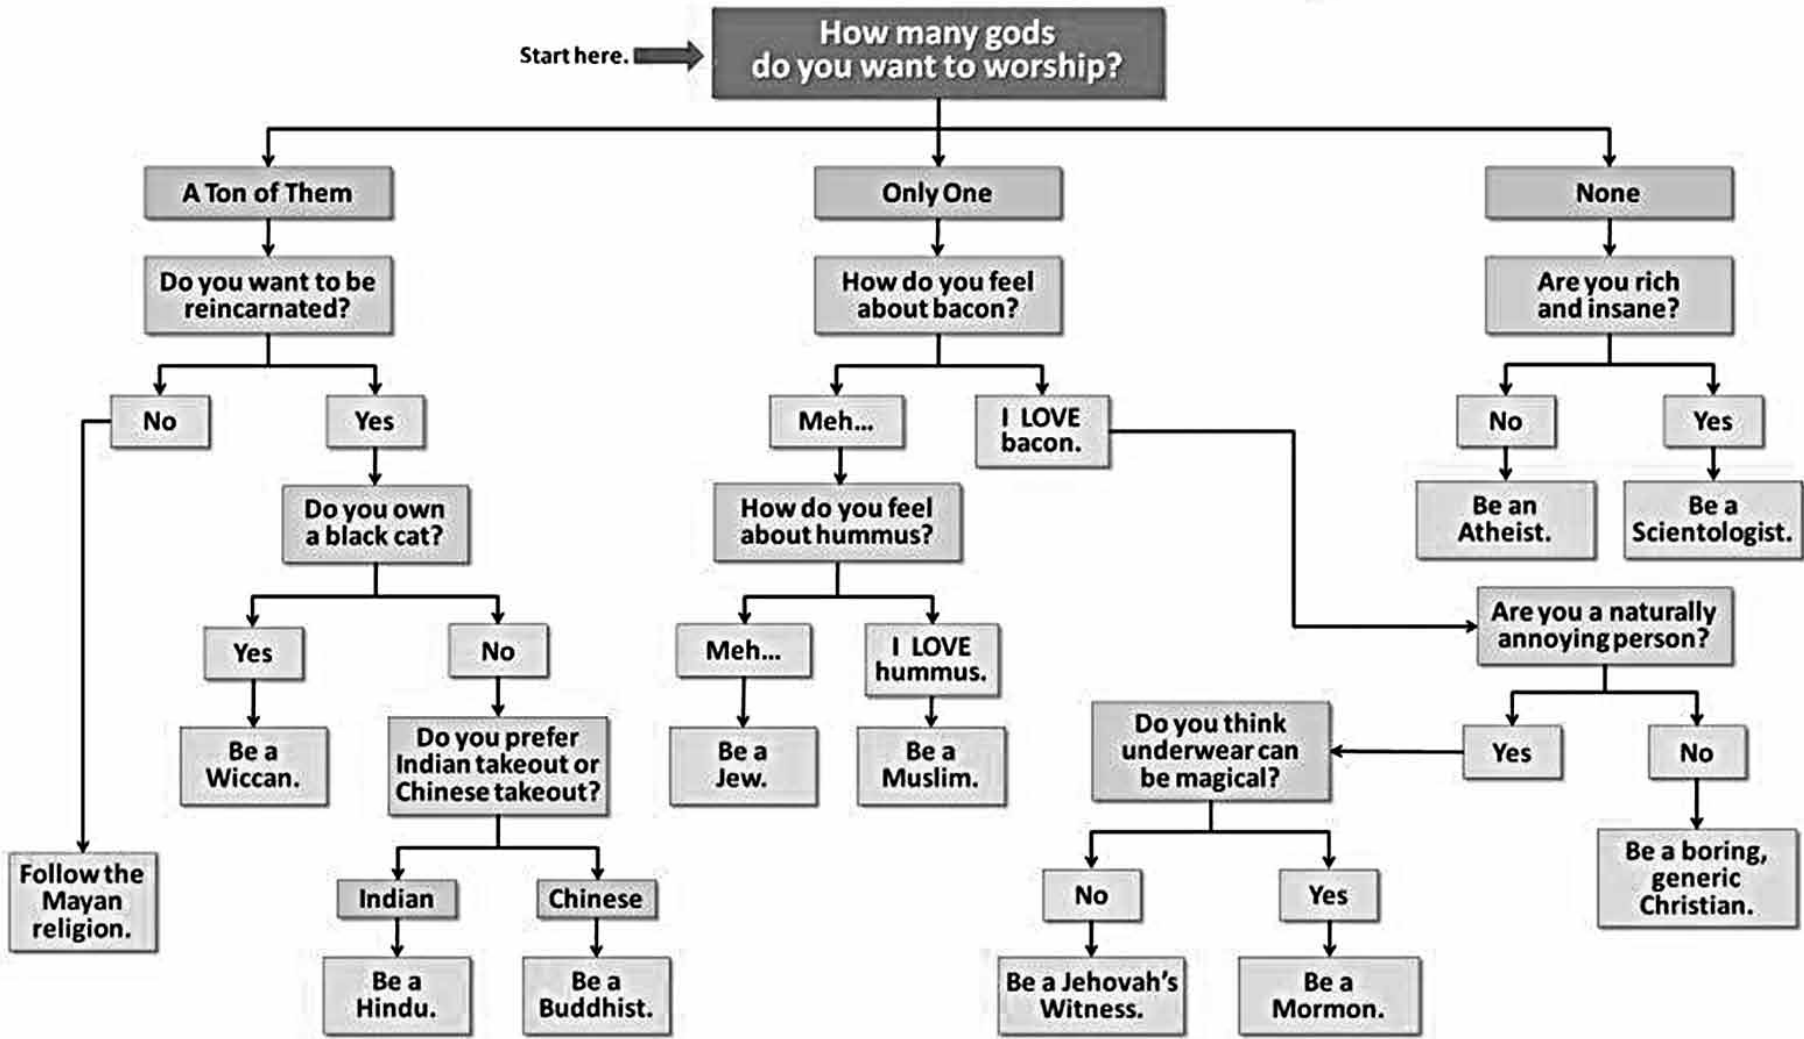 Start here.
How many gods
do you want to worship?
A Ton of Them
Only One
None
Do you want to be
reincarnated?
How do you feel
about bacon?
Are you rich
and insane?
No
Yes
Meh...
I LOVE
bacon.
No
Yes
Do you own
a black cat?
How do you feel
about hummus?
Be an
Atheist.
Be a
Scientologist.
Yes
No
Meh...
I LOVE
hummus.
Are you a naturally
annoying person?
Be a
Wiccan.
Do you prefer
Indian takeout or
Chinese takeout?
Be a
Jew.
Be a
Muslim.
Do you think
underwear can
be magical?
Yes
No
Follow the
Mayan
religion.
Indian
Chinese
No
Yes
Be a boring,
generic
Christian.
Be a
Hindu.
Be a
Buddhist.
Be a Jehovah's
Witness.
Be a
Mormon.